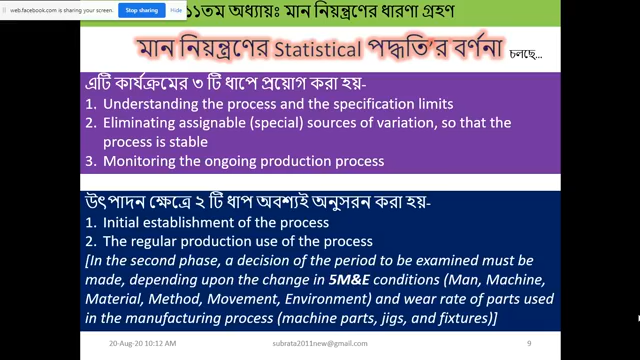 web.facebook.com is sharing your screen.
Stop sharing
Hide
১১তম অধ্যায়ঃ মান নিয়ন্ত্রণের ধারণা গ্রহণ
মান নিয়ন্ত্রণের Statistical পদ্ধতি'র বর্ণনা চলছে...
এটি কার্যক্রমের ৩ টি ধাপে প্রয়োগ করা হয়-
1. Understanding the process and the specification limits
2. Eliminating assignable (special) sources of variation, so that the
process is stable
3. Monitoring the ongoing production process
উৎপাদন ক্ষেত্রে ২ টি ধাপ অবশ্যই অনুসরন করা হয়-
1. Initial establishment of the process
2. The regular production use of the process
[In the second phase, a decision of the period to be examined must be
made, depending upon the change in 5M&E conditions (Man, Machine,
Material, Method, Movement, Environment) and wear rate of parts used
in the manufacturing process (machine parts, jigs, and fixtures)]
20-Aug-20 10:12 AM
subrata2011new@gmail.com
9